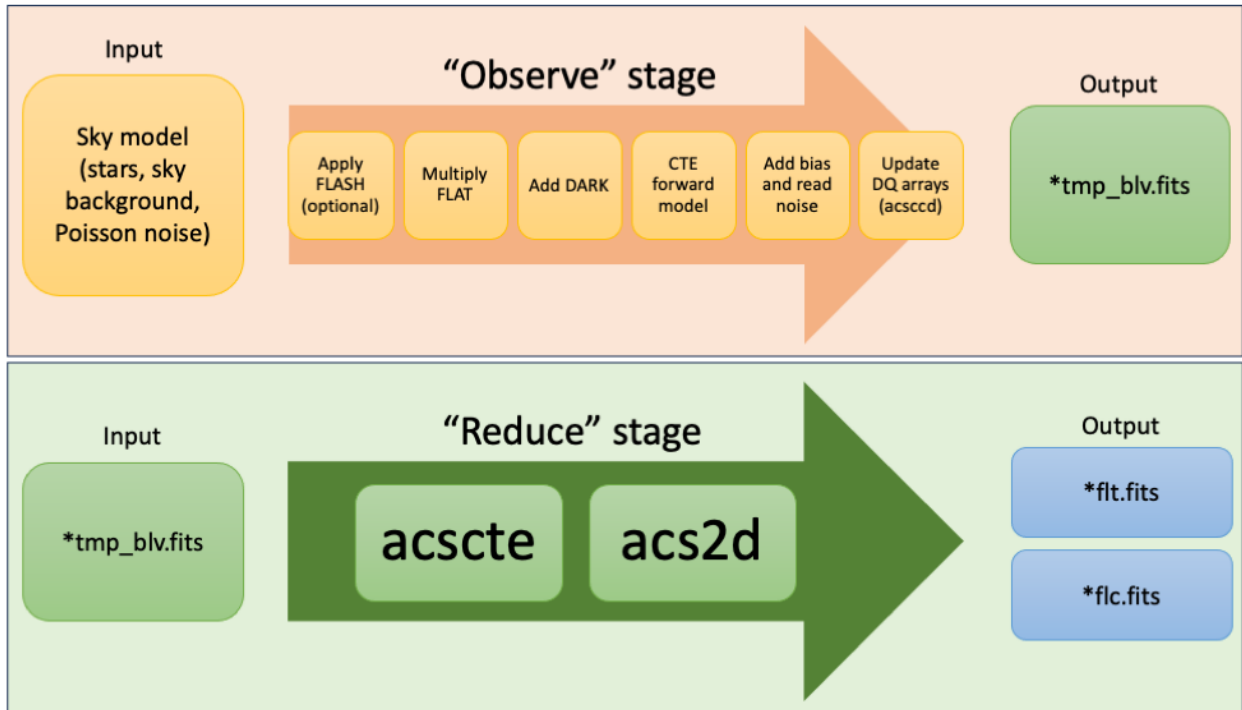 Input
“Observe” stage
Output
Sky model
(stars, sky
background,
Poisson noise)
Apply
FLASH
(optional)
Multiply
FLAT
Add DARK
CTE
forward
model
Add bias
and read
noise
Update
DQ arrays
(acsccd)
*tmp_blv.fits
Input
“Reduce” stage
Output
*tmp_blv.fits
acscte
acs2d
*flt.fits
*flc.fits